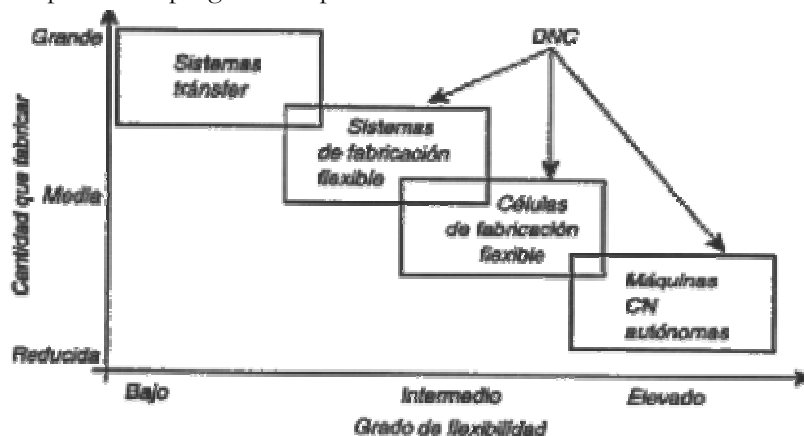 Grande
DNC
Sistemas
tránsfer
Sistemas
de fabricación
flexible
Cantidad que fabricar
Media
Células
de fabricación
flexible
Máquinas
CN
autónomas
Reducida
Bajo
Intermedio
Elevado
Grado de flexibilidad